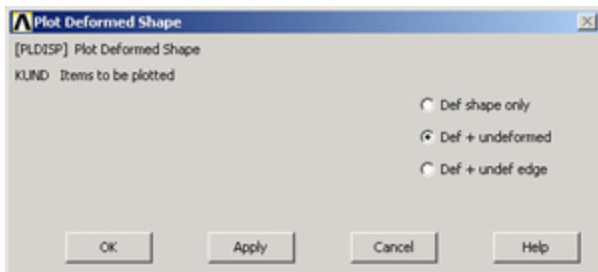 Plot Deformed Shape
[PLDISP] Plot Deformed Shape
KUND Items to be plotted
Def shape only
Def + undeformed
Def + undef edge
OK Apply Cancel Help